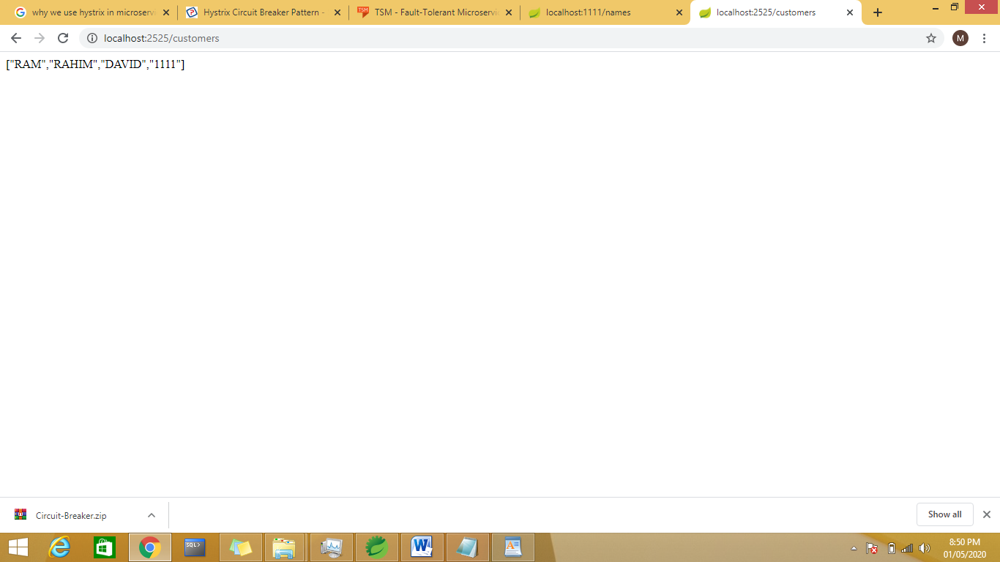 why we use hystrix in microservi
Hystrix Circuit Breaker Pattern -
TSM - Fault-Tolerant Microservic
localhost:1111/names
localhost:2525/customers
localhost:2525/customers
M
["RAM","RAHIM","DAVID","1111"]
Circuit-Breaker.zip
Show all
SQL>
8:50 PM
01/05/2020